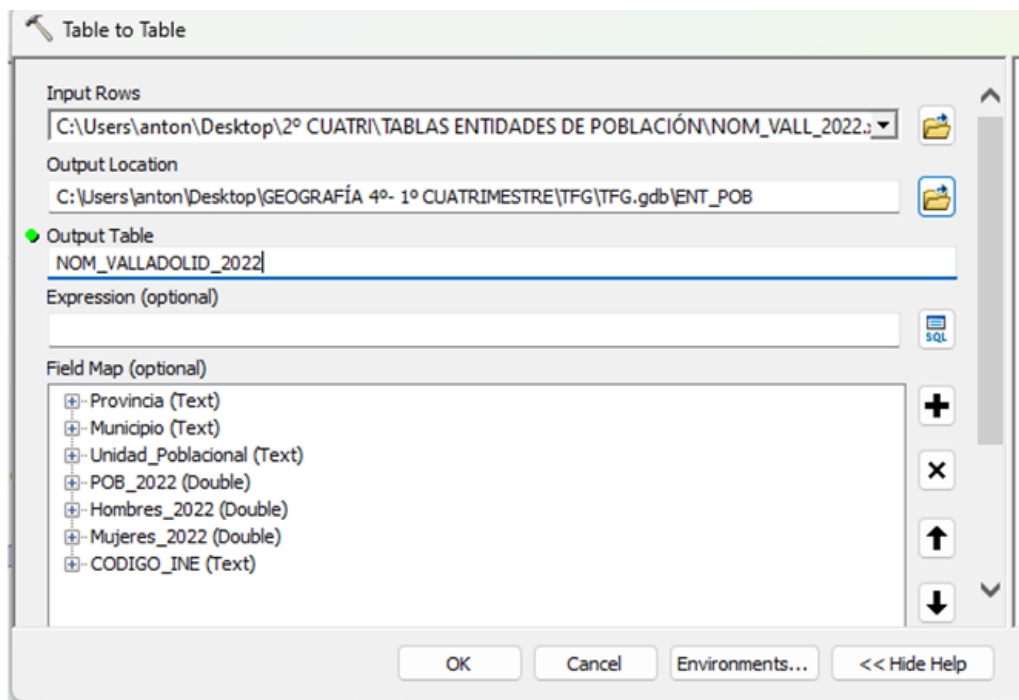 Table to Table
Input Rows
C:\Users\anton\Desktop\2º CUATRI\TABLAS ENTIDADES DE POBLACIÓN\NOM_VALL_2022.
Output Location
C:\Users\anton\Desktop\GEOGRAFÍA 4º- 1º CUATRIMESTRE\TFG\TFG.gdb\ENT_POB
Output Table
NOM_VALLADOLID_2022
Expression (optional)
SQL
Field Map (optional)
Provincia (Text)
Municipio (Text)
Unidad_Poblacional (Text)
POB_2022 (Double)
Hombres_2022 (Double)
Mujeres_2022 (Double)
CODIGO_INE (Text)
OK Cancel Environments... << Hide Help